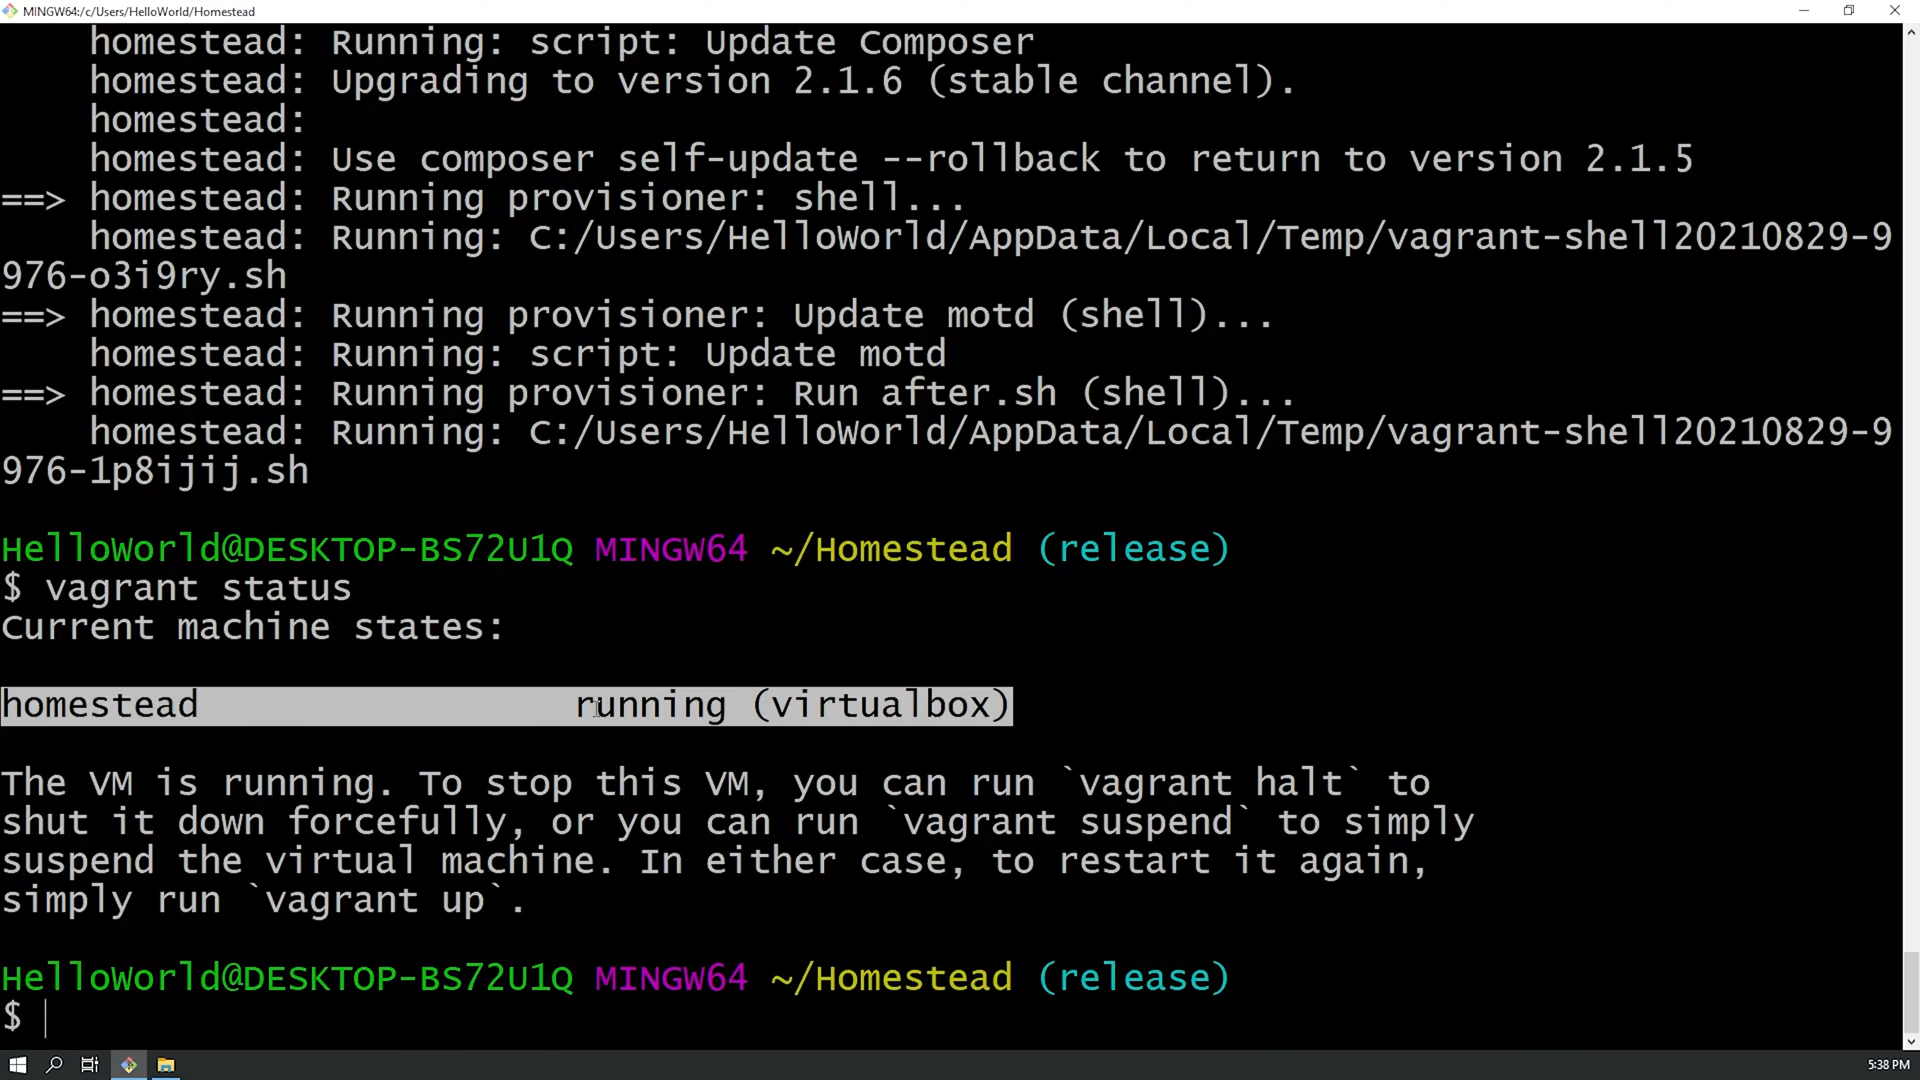 MINGW64:/c/Users/HelloWorld/Homestead
    homestead: Running: script: Update Composer
    homestead: Upgrading to version 2.1.6 (stable channel).
    homestead:
    homestead: Use composer self-update --rollback to return to version 2.1.5
==> homestead: Running provisioner: shell...
    homestead: Running: C:/Users/HelloWorld/AppData/Local/Temp/vagrant-shell20210829-9
976-o3i9ry.sh
==> homestead: Running provisioner: Update motd (shell)...
    homestead: Running: script: Update motd
==> homestead: Running provisioner: Run after.sh (shell)...
    homestead: Running: C:/Users/HelloWorld/AppData/Local/Temp/vagrant-shell20210829-9
976-1p8ijij.sh
HelloWorld@DESKTOP-BS72U1Q MINGW64 ~/Homestead (release)
$ vagrant status
Current machine states:
homestead                 running (virtualbox)
The VM is running. To stop this VM, you can run `vagrant halt` to
shut it down forcefully, or you can run `vagrant suspend` to simply
suspend the virtual machine. In either case, to restart it again,
simply run `vagrant up`.
HelloWorld@DESKTOP-BS72U1Q MINGW64 ~/Homestead (release)
$
5:38 PM